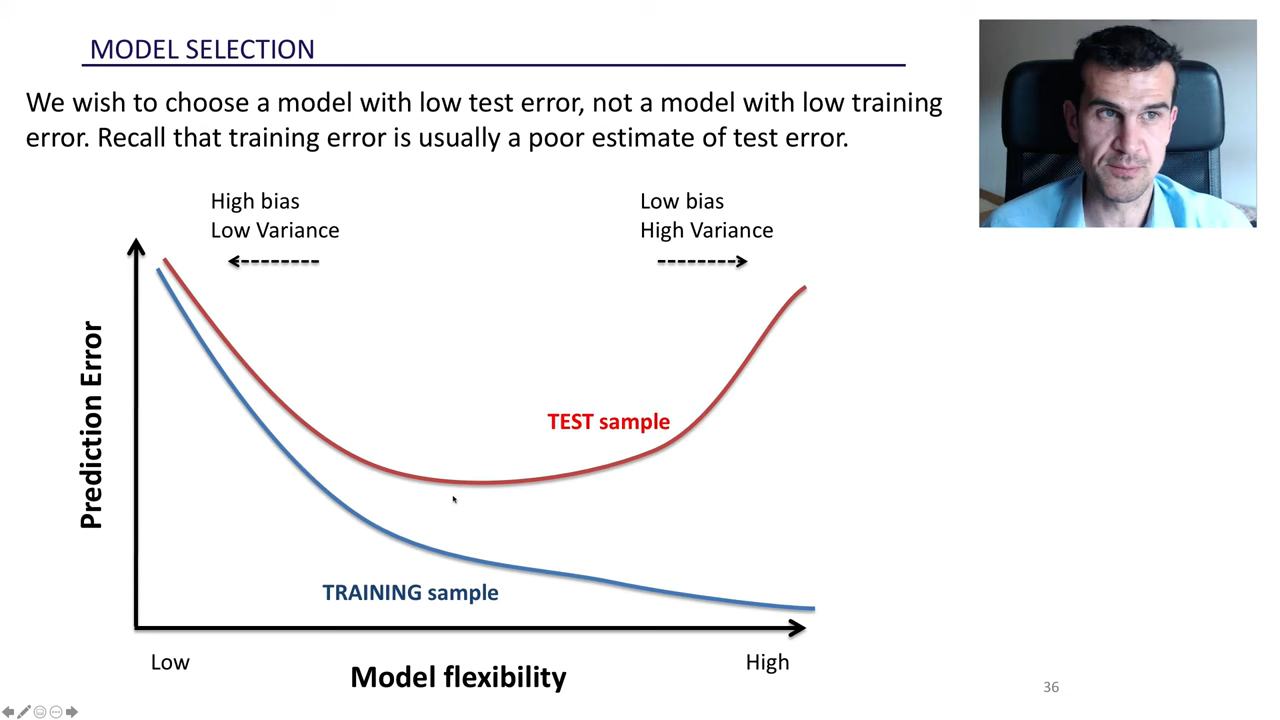 MODEL SELECTION
We wish to choose a model with low test error, not a model with low training
error. Recall that training error is usually a poor estimate of test error.
High bias
Low Variance
Low bias
High Variance
Prediction Error
TEST sample
TRAINING sample
Low
High
Model flexibility
36